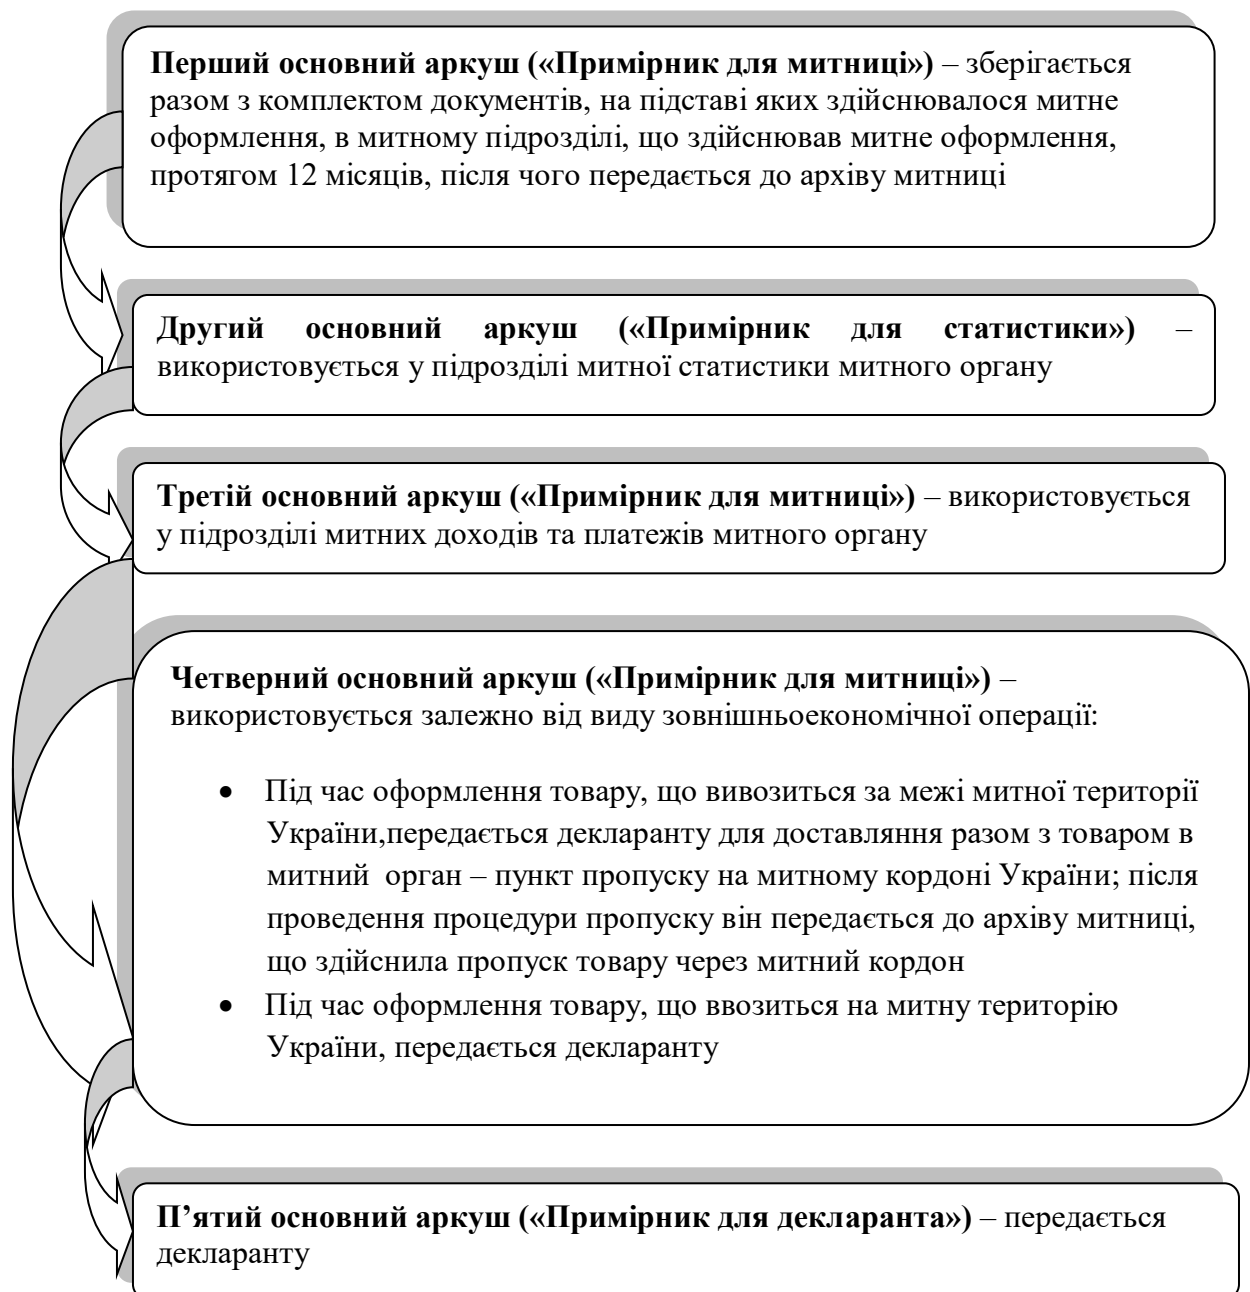 Перший основний аркуш («Примірник для митниці») – зберігається
разом з комплектом документів, на підставі яких здійснювалося митне
оформлення, в митному підрозділі, що здійснював митне оформлення,
протягом 12 місяців, після чого передається до архіву митниці
Другий основний аркуш («Примірник для статистики») –
використовується у підрозділі митної статистики митного органу
Третій основний аркуш («Примірник для митниці») – використовується
у підрозділі митних доходів та платежів митного органу
Четверний основний аркуш («Примірник для митниці») –
використовується залежно від виду зовнішньоекономічної операції:
• Під час оформлення товару, що вивозиться за межі митної території
України,передається декларанту для доставляння разом з товаром в
митний орган – пункт пропуску на митному кордоні України; після
проведення процедури пропуску він передається до архіву митниці,
що здійснила пропуск товару через митний кордон
• Під час оформлення товару, що ввозиться на митну територію
України, передається декларанту
П’ятий основний аркуш («Примірник для декларанта») – передається
декларанту